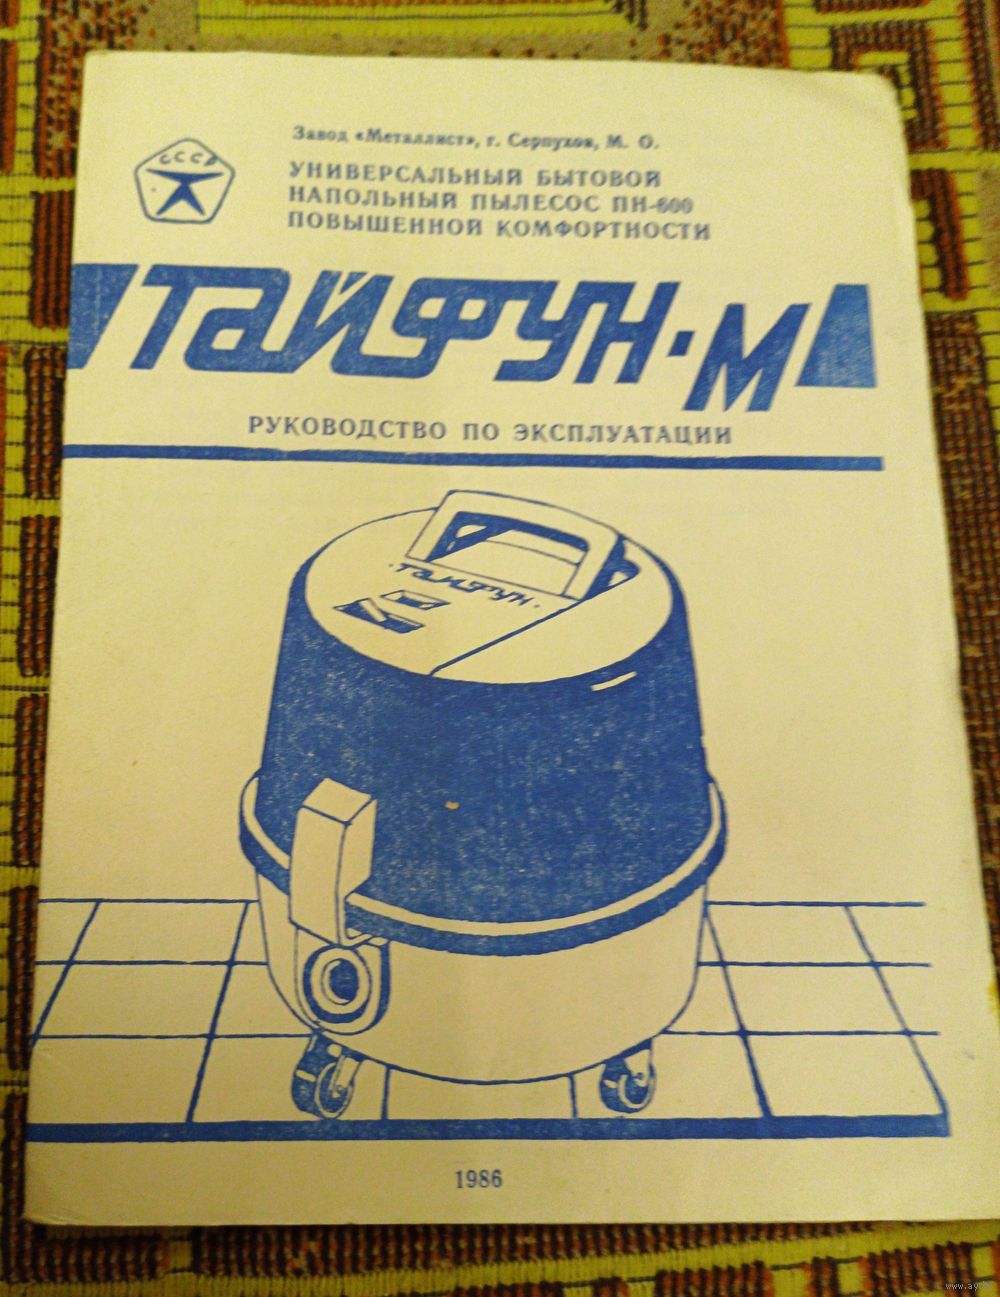 Завод «Металлист», г. Серпухов, М. О.
СССР
УНИВЕРСАЛЬНЫЙ БЫТОВОЙ
НАПОЛЬНЫЙ ПЫЛЕСОС ПН-600
ПОВЫШЕННОЙ КОМФОРТНОСТИ
ТАЙФУН-М
РУКОВОДСТВО ПО ЭКСПЛУАТАЦИИ
·ТАЙФУН·
1986